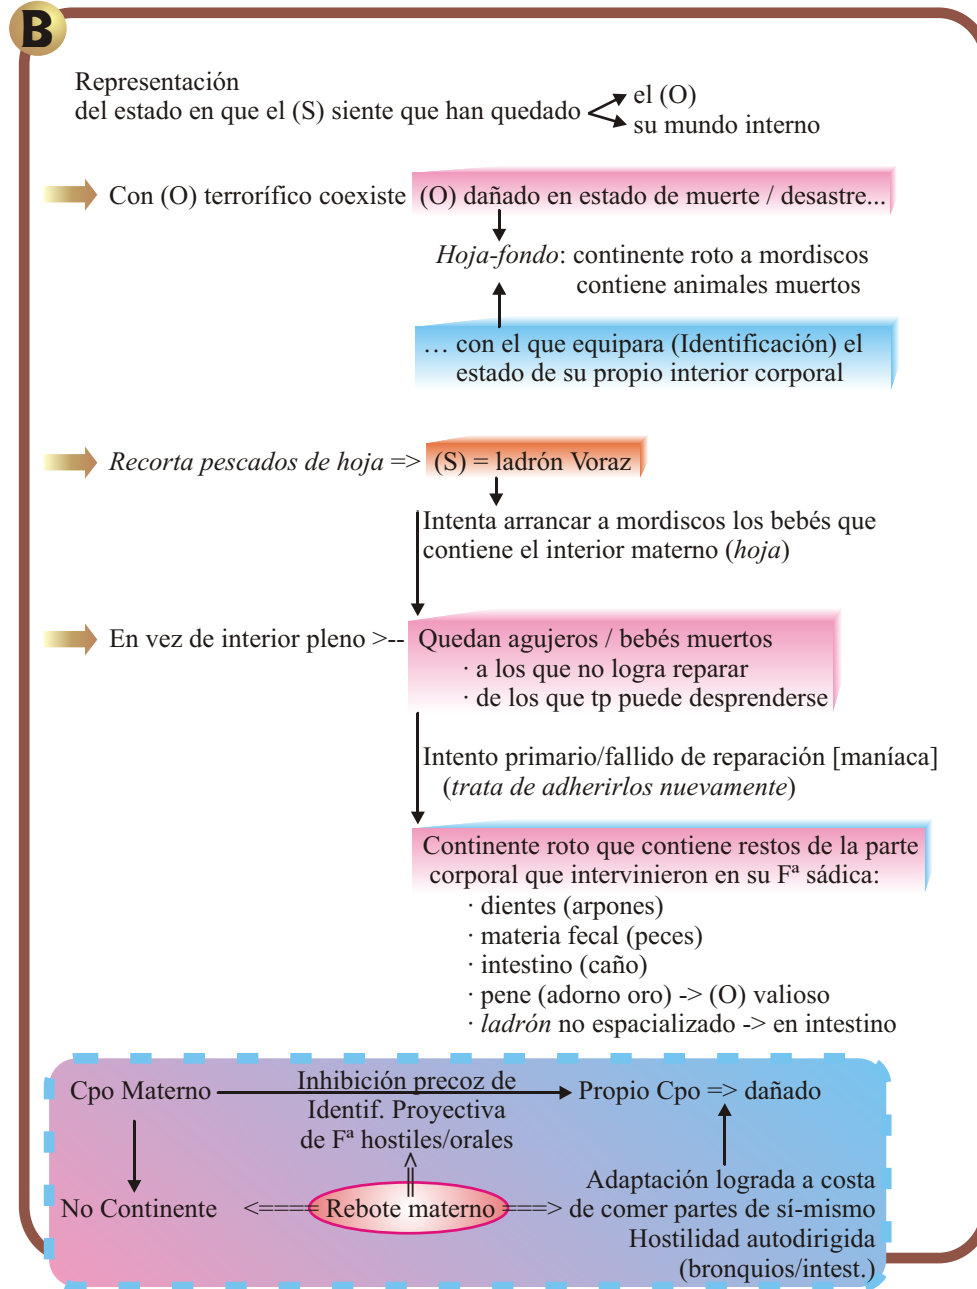 B
Representación
del estado en que el (S) siente que han quedado
el (O)
su mundo interno
Con (O) terrorífico coexiste (O) dañado en estado de muerte / desastre...
Hoja-fondo: continente roto a mordiscos
contiene animales muertos
... con el que equipara (Identificación) el
estado de su propio interior corporal
Recorta pescados de hoja => (S) = ladrón Voraz
Intenta arrancar a mordiscos los bebés que
contiene el interior materno (hoja)
En vez de interior pleno >-- Quedan agujeros / bebés muertos
· a los que no logra reparar
· de los que tp puede desprenderse
Intento primario/fallido de reparación [maníaca]
(trata de adherirlos nuevamente)
Continente roto que contiene restos de la parte
corporal que intervinieron en su Fª sádica:
· dientes (arpones)
· materia fecal (peces)
· intestino (caño)
· pene (adorno oro) -> (O) valioso
· ladrón no espacializado -> en intestino
Cpo Materno
Inhibición precoz de
Identif. Proyectiva
de Fª hostiles/orales
Propio Cpo => dañado
No Continente
<==== Rebote materno ===>
Adaptación lograda a costa
de comer partes de sí-mismo
Hostilidad autodirigida
(bronquios/intest.)